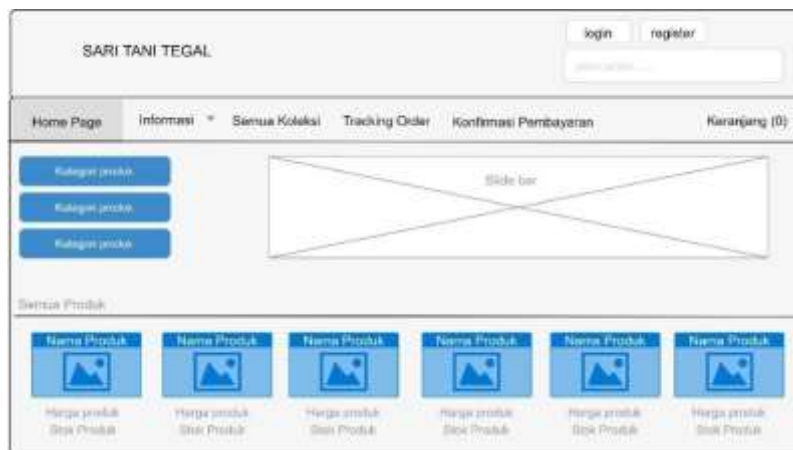 login register
SARI TANI TEGAL
Home Page Informasi Semua Koleksi Tracking Order Konfirmasi Pembayaran Keranjang (0)
Kategori produk
Slide bar
Kategori produk
Kategori produk
Semua Produk
Nama Produk Nama Produk Nama Produk Nama Produk Nama Produk Nama Produk
Harga produk Harga produk Harga produk Harga produk Harga produk Harga produk
Stok Produk Stok Produk Stok Produk Stok Produk Stok Produk Stok Produk